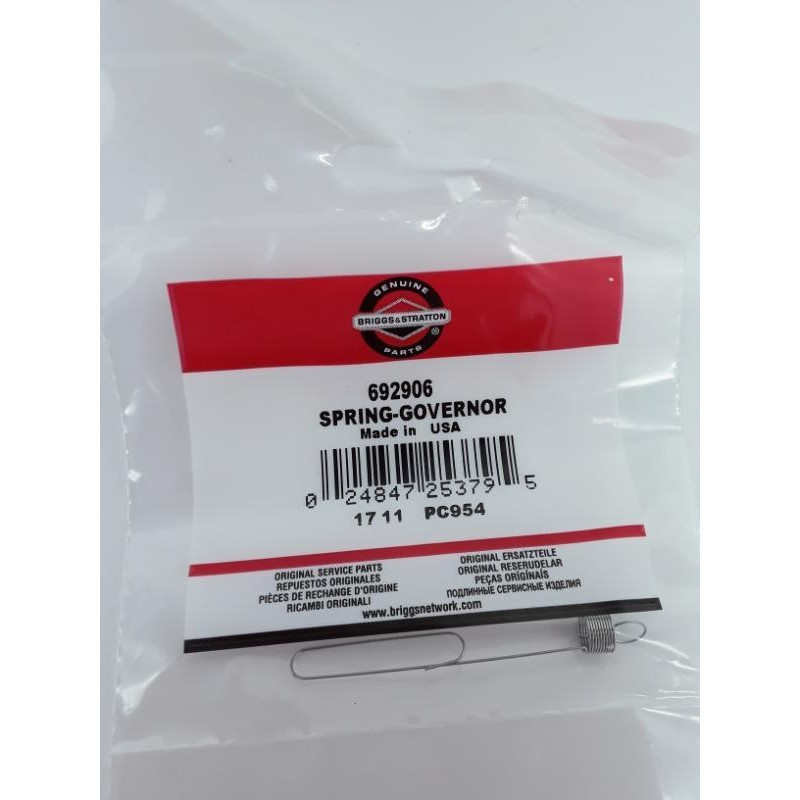 GENUINE
BRIGGS&STRATTON
®
PARTS
692906
SPRING-GOVERNOR
Made in USA
0 24847 25379 5
17 11 PC954
ORIGINAL SERVICE PARTS
REPUESTOS ORIGINALES
PIÈCES DE RECHANGE D'ORIGINE
RICAMBI ORIGINALI
ORIGINAL ERSATZTEILE
ORIGINAL RESERUDELAR
PEÇAS ORIGÍNAIS
ПОДЛИННЫЕ СЕРВИСНЫЕ ИЗДЕЛИЯ
www.briggsnetwork.com